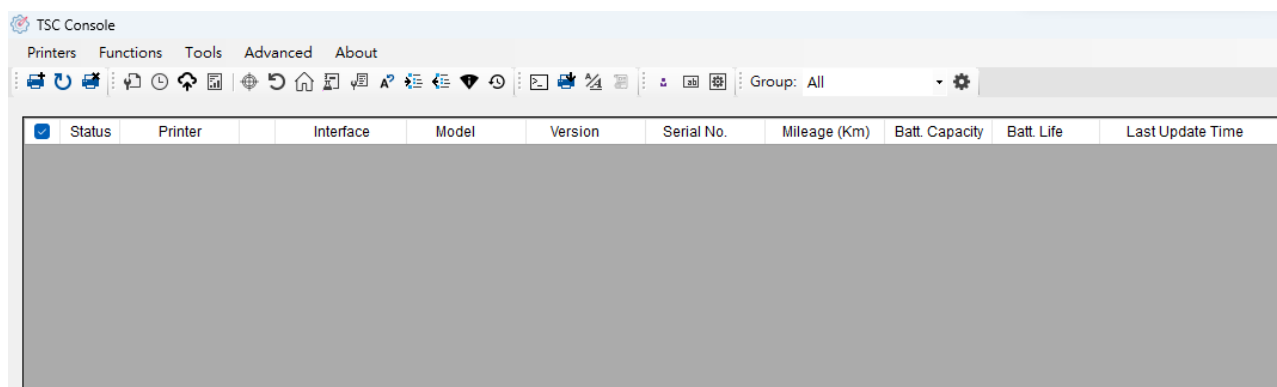 TSC Console
Printers Functions Tools Advanced About
Group: All
Status Printer Interface Model Version Serial No. Mileage (Km) Batt. Capacity Batt. Life Last Update Time